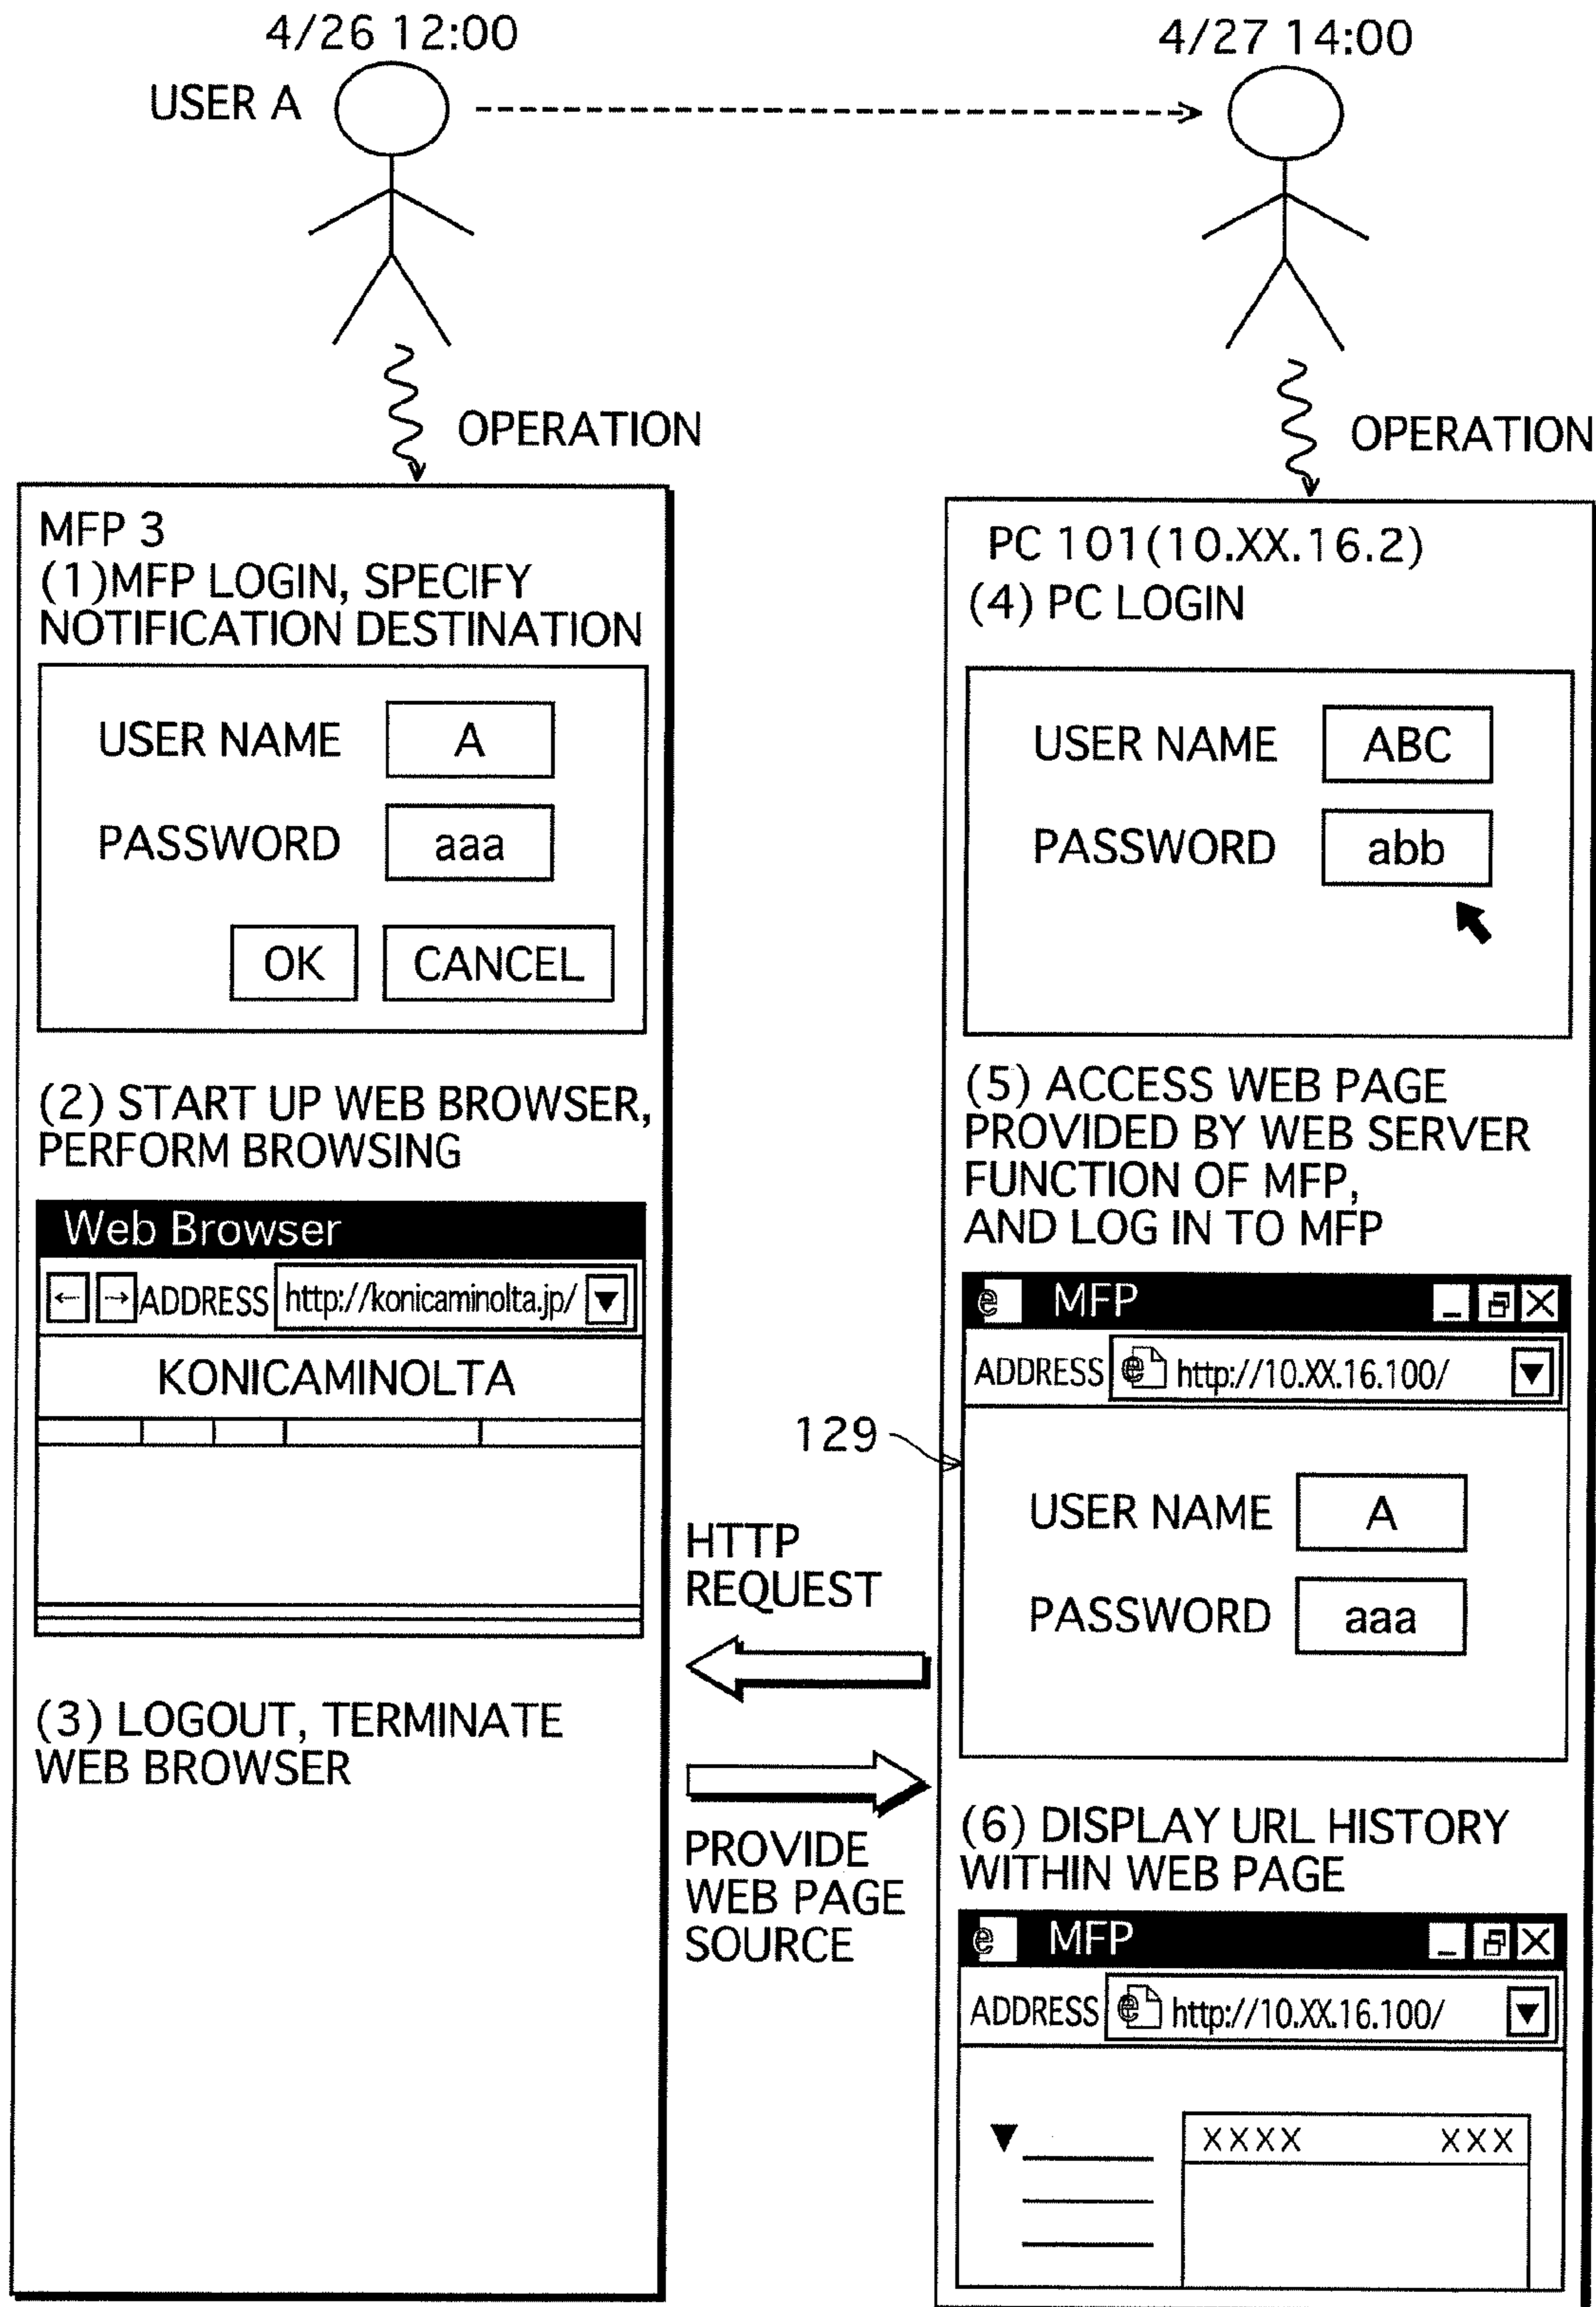 4/26 12:00
USER A
OPERATION
MFP 3
(1)MFP LOGIN, SPECIFY
NOTIFICATION DESTINATION
USER NAME A
PASSWORD aaa
OK CANCEL
(2) START UP WEB BROWSER,
PERFORM BROWSING
Web Browser
← → ADDRESS http://konicaminolta.jp/ ▼
KONICAMINOLTA
(3) LOGOUT, TERMINATE
WEB BROWSER
HTTP
REQUEST
PROVIDE
WEB PAGE
SOURCE
4/27 14:00
OPERATION
PC 101(10.XX.16.2)
(4) PC LOGIN
USER NAME ABC
PASSWORD abb
(5) ACCESS WEB PAGE
PROVIDED BY WEB SERVER
FUNCTION OF MFP,
AND LOG IN TO MFP
e MFP
ADDRESS e http://10.XX.16.100/ ▼
129
USER NAME A
PASSWORD aaa
(6) DISPLAY URL HISTORY
WITHIN WEB PAGE
e MFP
ADDRESS e http://10.XX.16.100/ ▼
▼
XXXX XXX